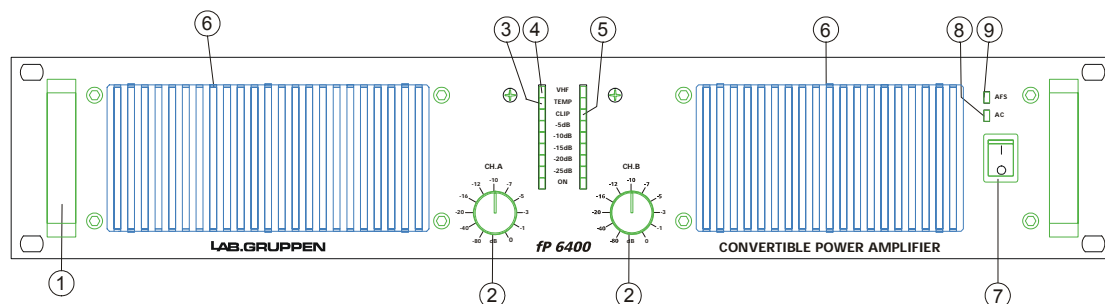 6
3
4
5
6
8
9
VHF
TEMP
CLIP
-5dB
-10dB
-15dB
-20dB
-25dB
ON
AFS
AC
CH.A
-80
-40
-20
-16
-12
-10
-7
-5
-3
-1
0
dB
CH.B
-80
-40
-20
-16
-12
-10
-7
-5
-3
-1
0
dB
LAB.GRUPPEN
fP 6400
CONVERTIBLE POWER AMPLIFIER
1
2
2
7